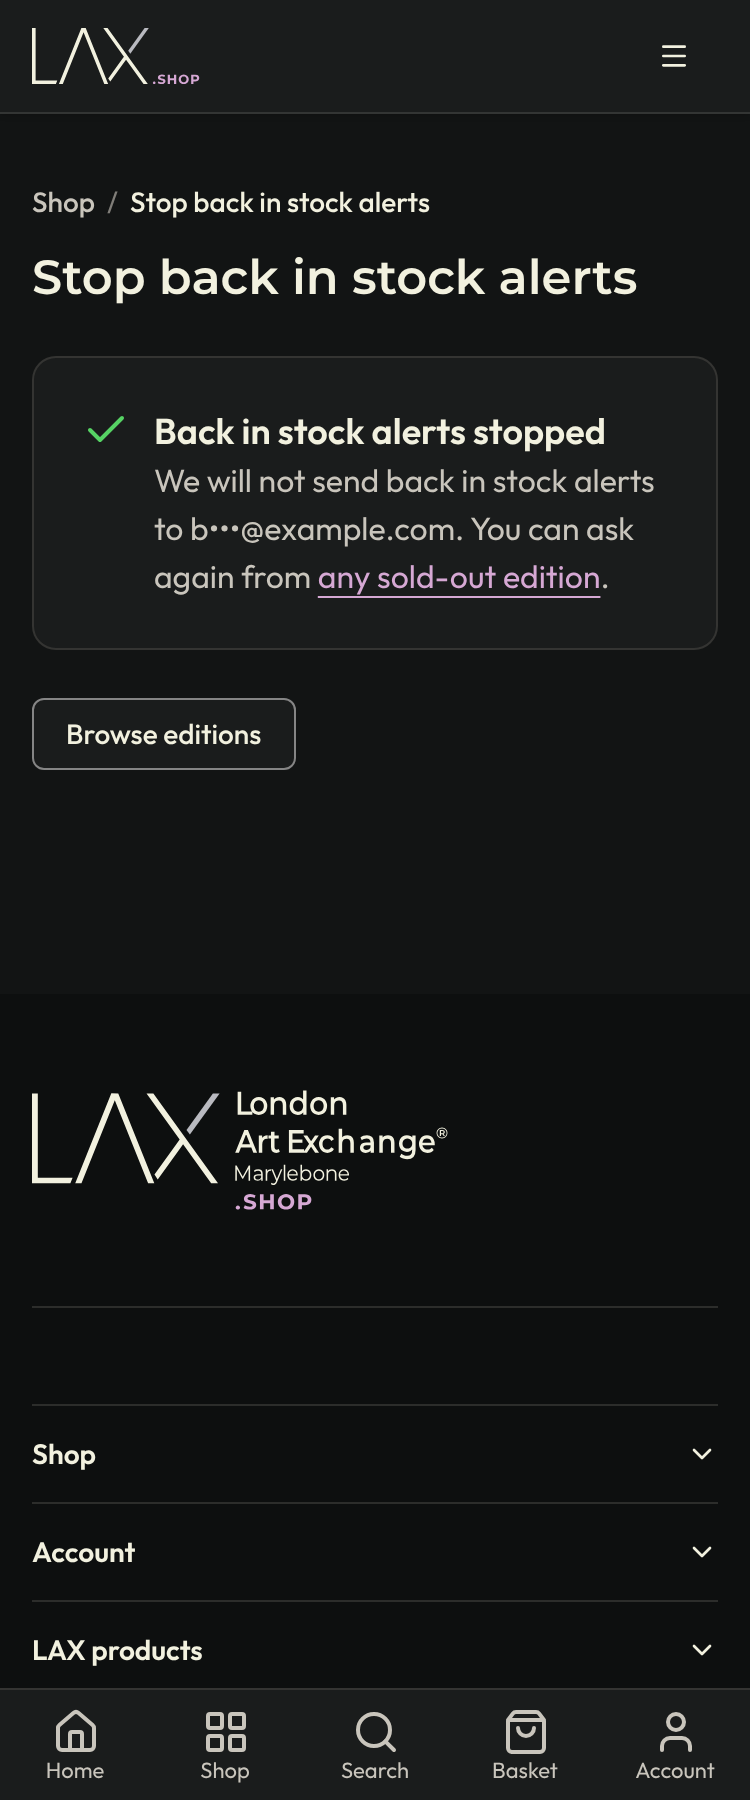 LAX.SHOP
Shop / Stop back in stock alerts
Stop back in stock alerts
Back in stock alerts stopped
We will not send back in stock alerts
to b•••@example.com. You can ask
again from any sold-out edition.
Browse editions
LAX
London
Art Exchange®
Marylebone
.SHOP
Shop
Account
LAX products
Home
Shop
Search
Basket
Account